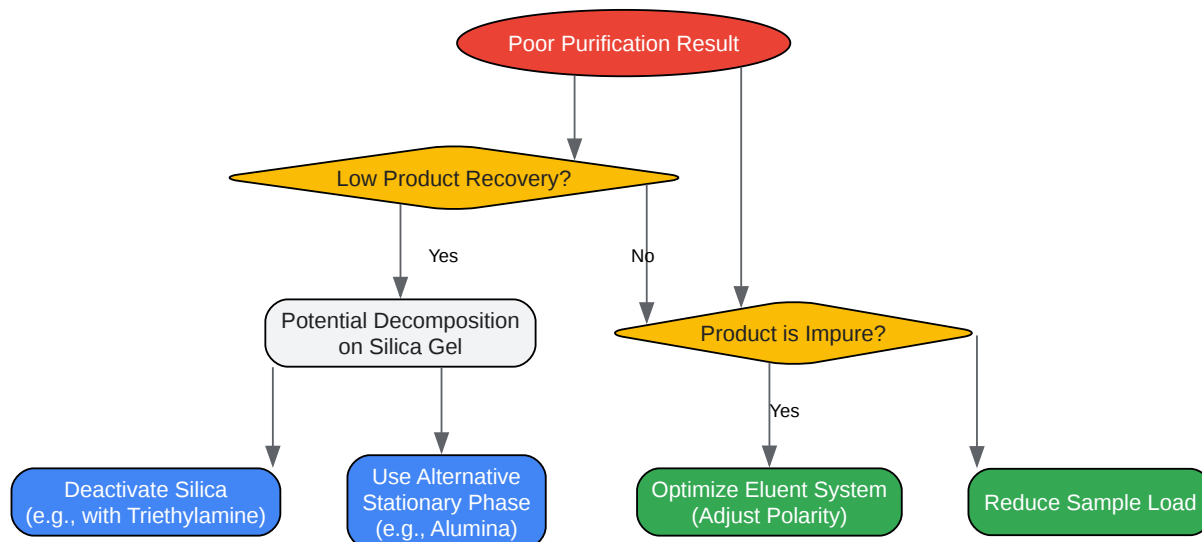 Poor Purification Result
Low Product Recovery?
Yes
No
Potential Decomposition
on Silica Gel
Product is Impure?
Yes
Deactivate Silica
(e.g., with Triethylamine)
Use Alternative
Stationary Phase
(e.g., Alumina)
Optimize Eluent System
(Adjust Polarity)
Reduce Sample Load